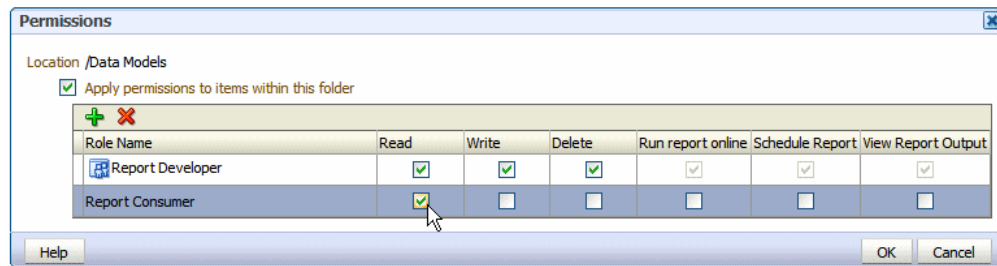 Permissions
Location /Data Models
Apply permissions to items within this folder
Role Name Read Write Delete Run report online Schedule Report View Report Output
Report Developer
Report Consumer
Help OK Cancel